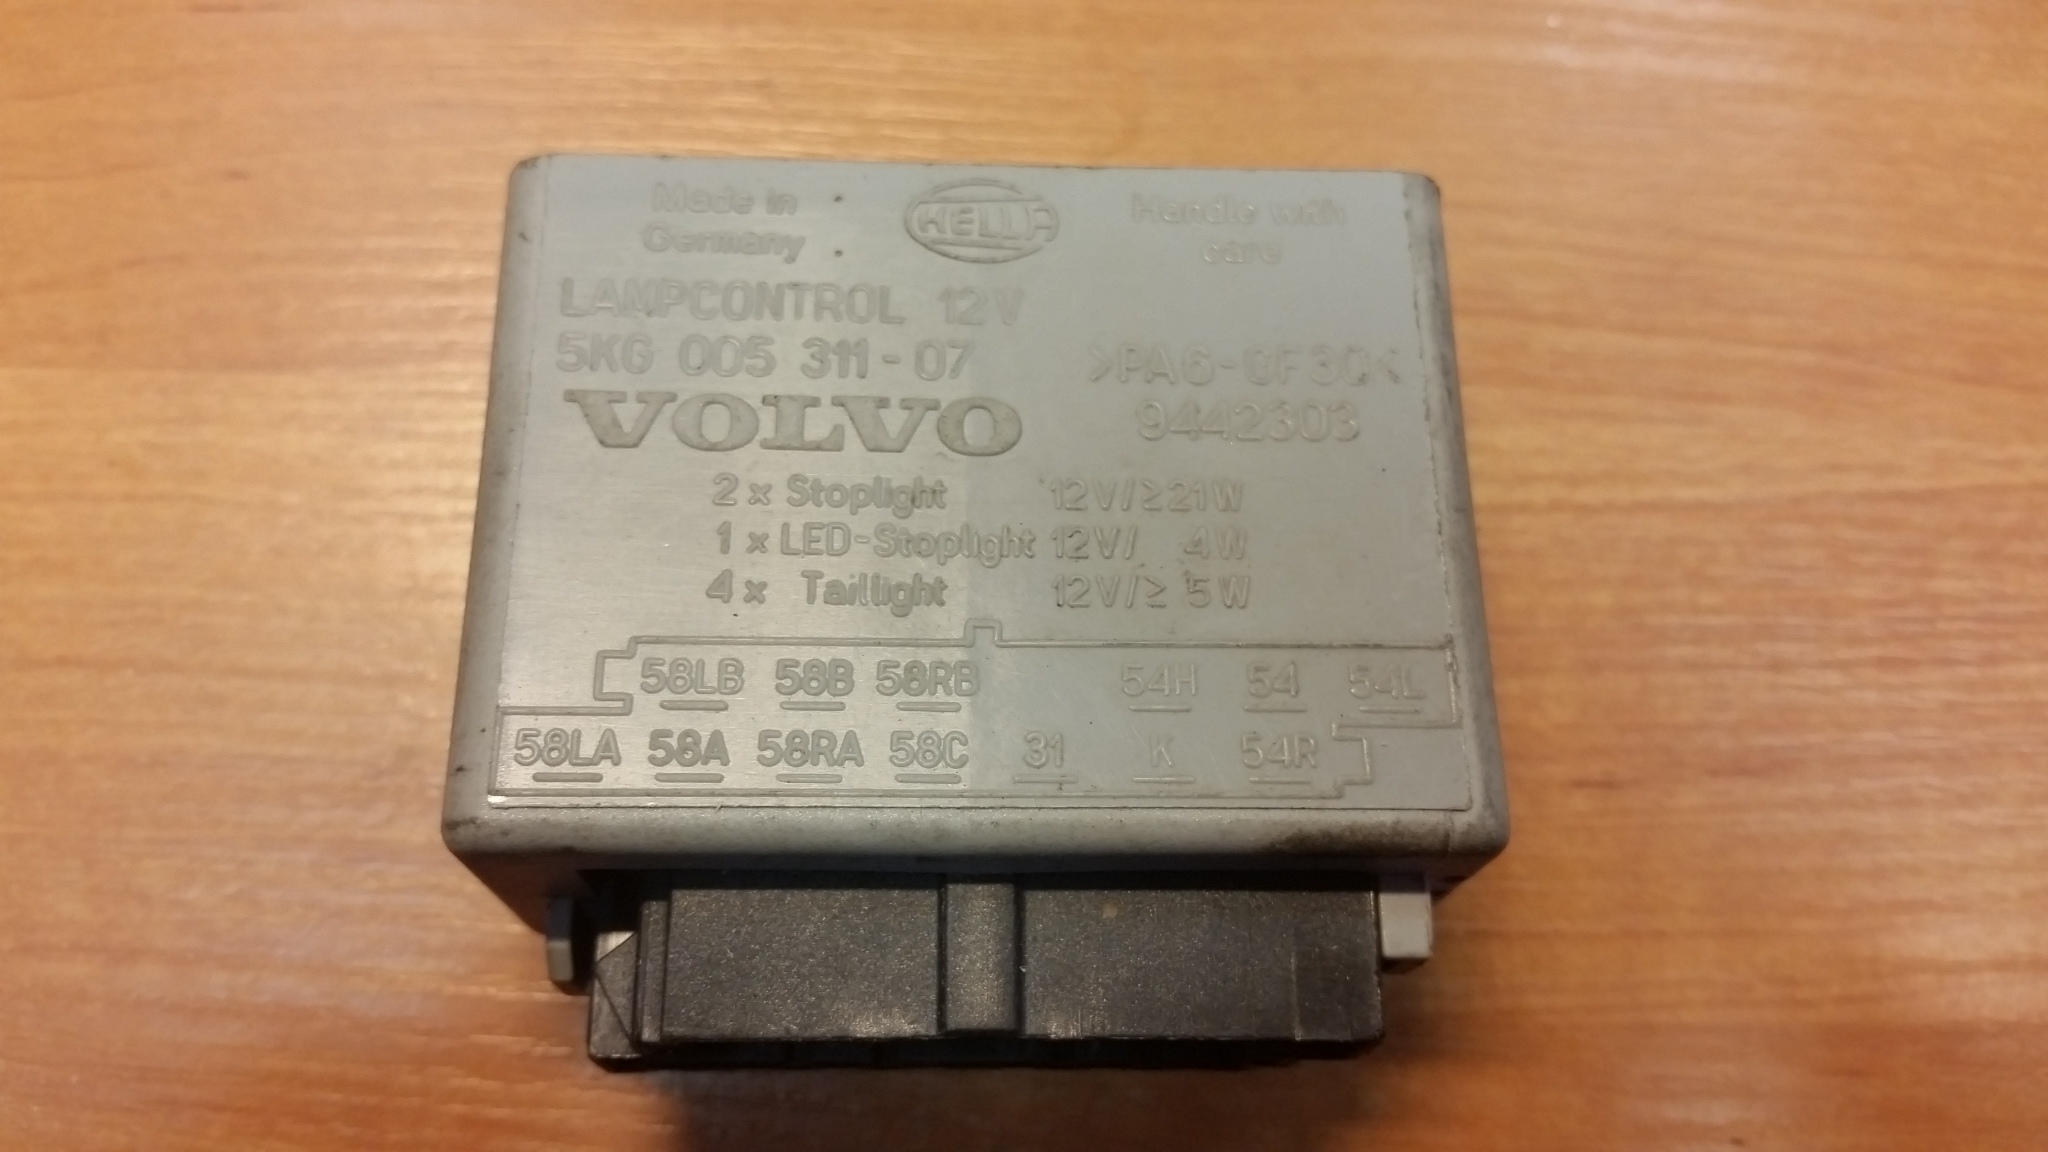 Made in
Germany
HELLA
Handle with
care
LAMPCONTROL 12V
5KG 005 311-07
>PA6-GF30<
VOLVO
9442303
2 x Stoplight 12V/≥21W
1 x LED-Stoplight 12V/ 4W
4 x Taillight 12V/≥ 5W
58LB 58B 58RB 54H 54 54L
58LA 58A 58RA 58C 31 K 54R